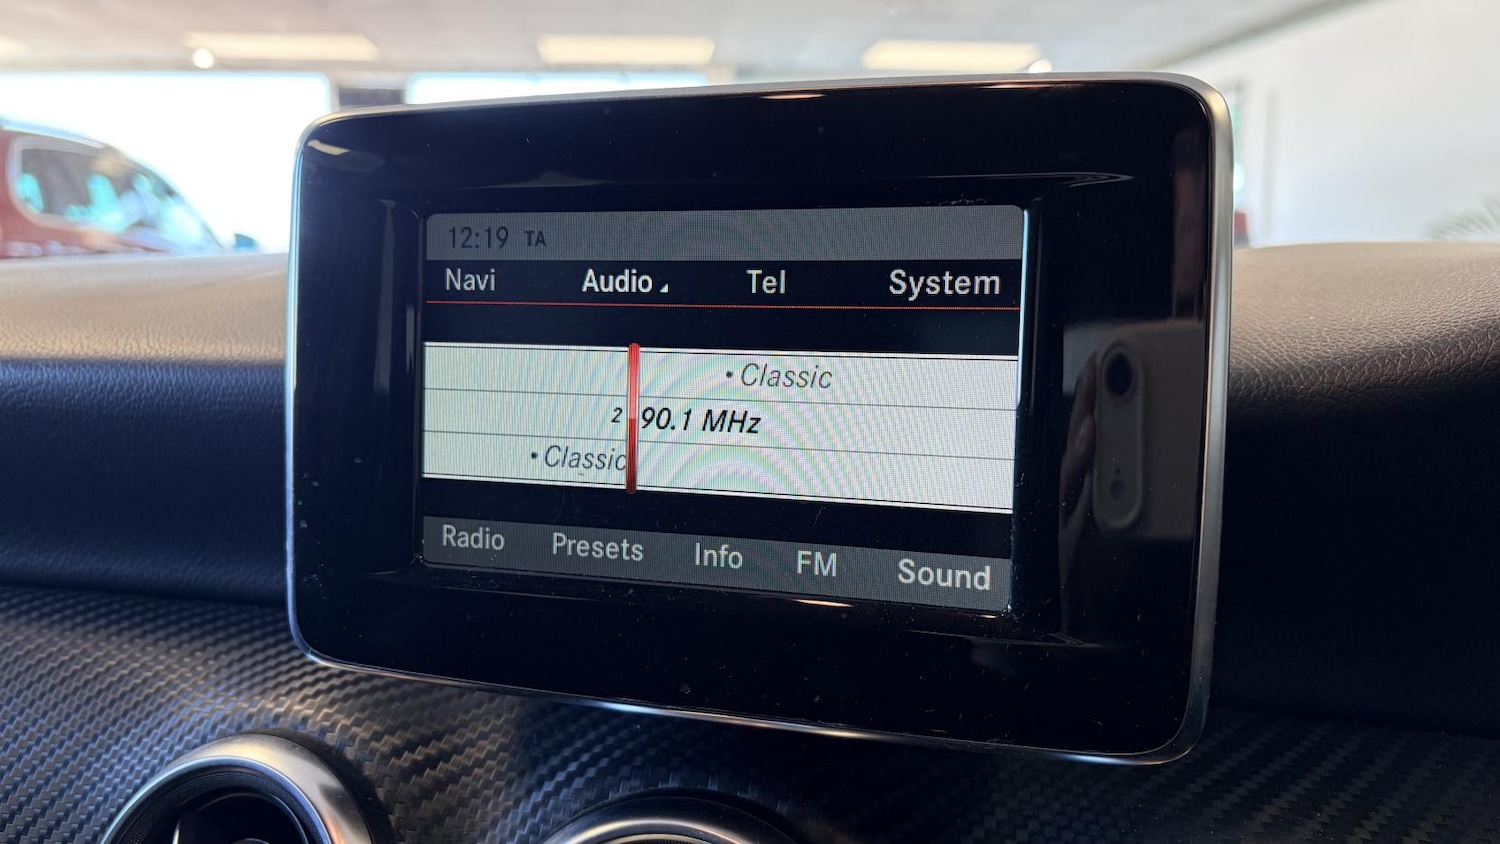 12:19 TA
Navi Audio Tel System
• Classic
2 90.1 MHz
• Classic
Radio Presets Info FM Sound